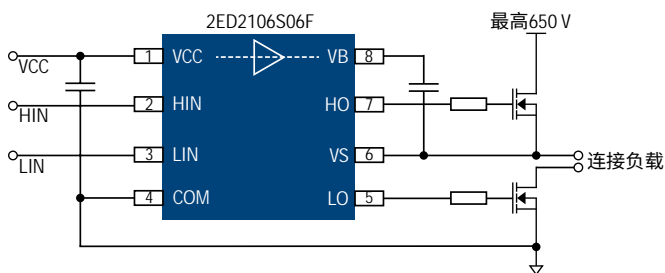 2ED2106S06F
最高650 V
VCC
1
VCC
VB
8
HIN
2
HIN
HO
7
LIN
3
LIN
VS
6
连接负载
4
COM
LO
5